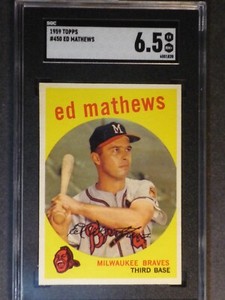 SGC
1959 TOPPS
#450 ED MATHEWS
6.5
ed mathews
M
Braves
MILWAUKEE BRAVES
THIRD BASE